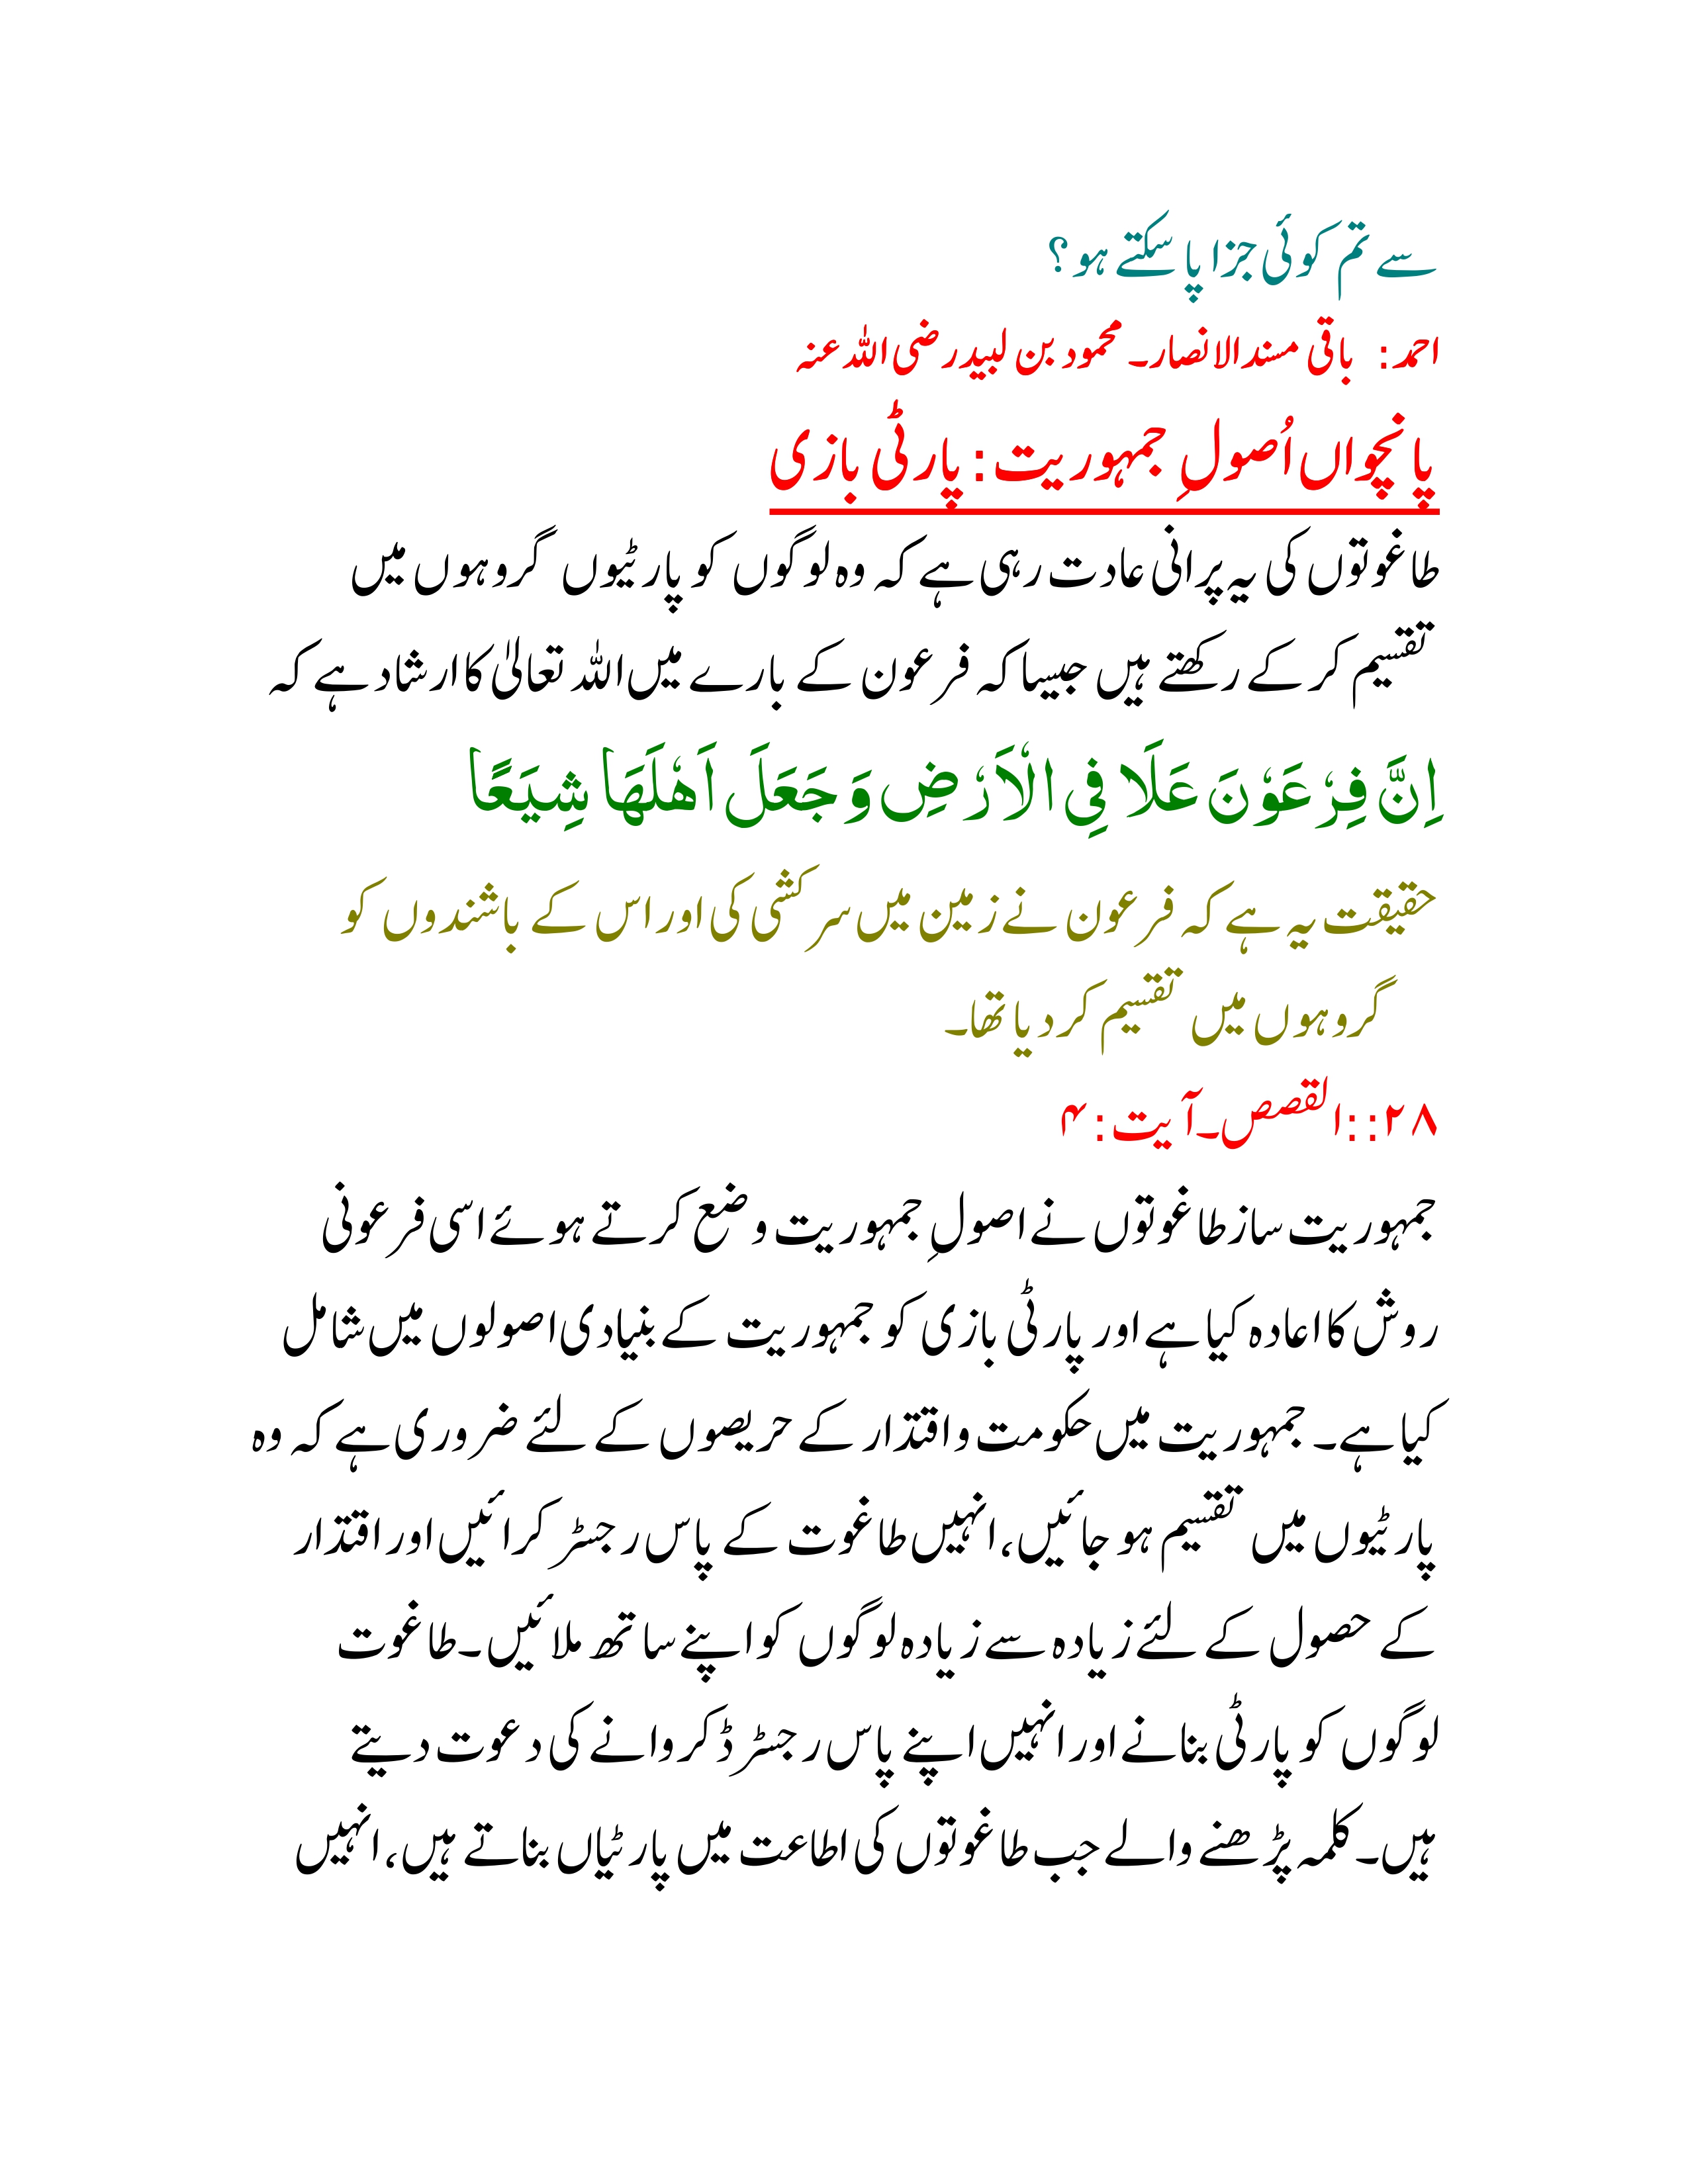 سے تم کوئی جزا پا سکتے ہو؟
احمد: باقی مسند الانصار۔ محمود بن لبید رضی اللہ عنہ
پانچواں اُصولِ جمہوریت: پارٹی بازی
طاغوتوں کی یہ پرانی عادت رہی ہے کہ وہ لوگوں کو پارٹیوں گروہوں میں
تقسیم کر کے رکھتے ہیں جیسا کہ فرعون کے بارے میں اللہ تعالیٰ کا ارشاد ہے کہ
اِنَّ فِرْعَوْنَ عَلَا فِی الْاَرْضِ وَ جَعَلَ اَهْلَهَا شِیَعًا
حقیقت یہ ہے کہ فرعون نے زمین میں سرکشی کی اور اس کے باشندوں کو
گروہوں میں تقسیم کر دیا تھا۔
۲۸::القصص۔آیت: ۴
جمہوریت ساز طاغوتوں نے اصولِ جمہوریت وضع کرتے ہوئے اسی فرعونی
روش کا اعادہ کیا ہے اور پارٹی بازی کو جمہوریت کے بنیادی اصولوں میں شامل
کیا ہے۔ جمہوریت میں حکومت و اقتدار کے حریصوں کے لئے ضروری ہے کہ وہ
پارٹیوں میں تقسیم ہو جائیں، انہیں طاغوت کے پاس رجسٹر کرائیں اور اقتدار
کے حصول کے لئے زیادہ سے زیادہ لوگوں کو اپنے ساتھ ملائیں۔ طاغوت
لوگوں کو پارٹی بنانے اور انہیں اپنے پاس رجسٹرڈ کروانے کی دعوت دیتے
ہیں۔ کلمہ پڑھنے والے جب طاغوتوں کی اطاعت میں پارٹیاں بناتے ہیں، انہیں